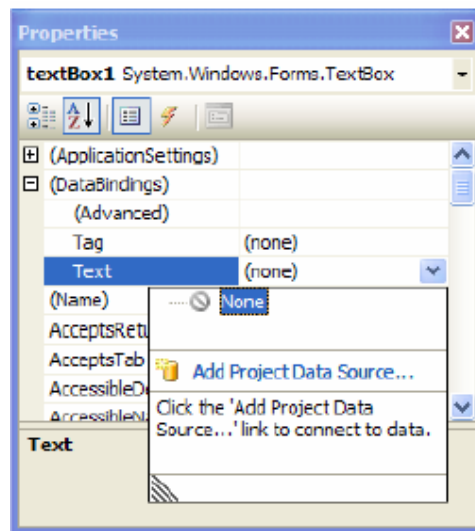 Properties
textBox1 System.Windows.Forms.TextBox
(ApplicationSettings)
(DataBindings)
(Advanced)
Tag (none)
Text (none)
(Name) None
AcceptsRetu
AcceptsTab Add Project Data Source...
AccessibleDe
Click the 'Add Project Data
AccessibleNa
Source...' link to connect to data.
Text